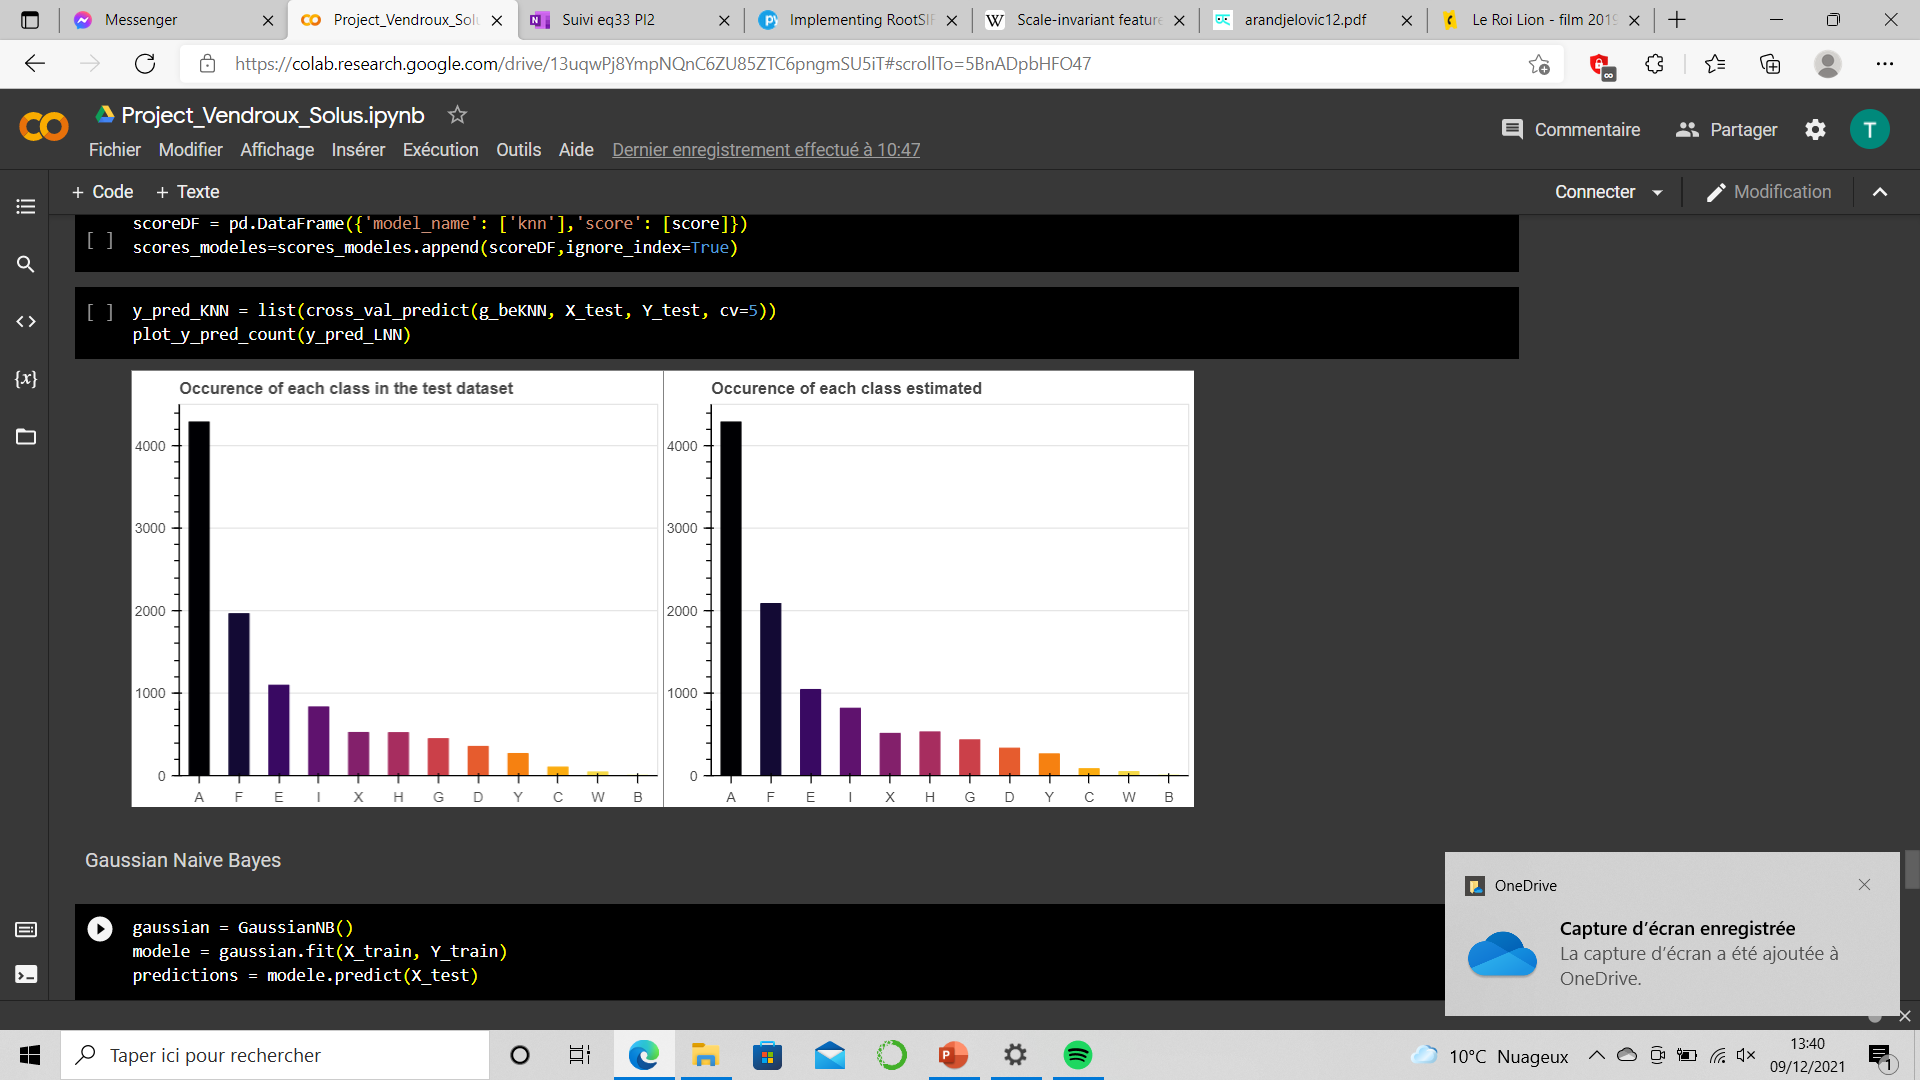 Messenger
Project_Vendroux_Solu
Suivi eq33 PI2
Implementing RootSIF
Scale-invariant feature
arandjelovic12.pdf
Le Roi Lion - film 2019
https://colab.research.google.com/drive/13uqwPj8YmpNQnC6ZU85ZTC6pngmSU5iT#scrollTo=5BnADpbHFO47
Project_Vendroux_Solus.ipynb
Commentaire
Partager
T
Fichier Modifier Affichage Insérer Exécution Outils Aide Dernier enregistrement effectué à 10:47
+ Code + Texte
Connecter
Modification
scoreDF = pd.DataFrame({'model_name': ['knn'],'score': [score]})
[ ]
scores_modeles=scores_modeles.append(scoreDF,ignore_index=True)
[ ] y_pred_KNN = list(cross_val_predict(g_beKNN, X_test, Y_test, cv=5))
plot_y_pred_count(y_pred_LNN)
{x}
Occurence of each class in the test dataset
4000
3000
2000
1000
0
A F E I X H G D Y C W B
Occurence of each class estimated
4000
3000
2000
1000
0
A F E I X H G D Y C W B
Gaussian Naive Bayes
gaussian = GaussianNB()
modele = gaussian.fit(X_train, Y_train)
predictions = modele.predict(X_test)
OneDrive
Capture d'écran enregistrée
La capture d'écran a été ajoutée à
OneDrive.
Taper ici pour rechercher
10°C Nuageux
13:40
09/12/2021
1